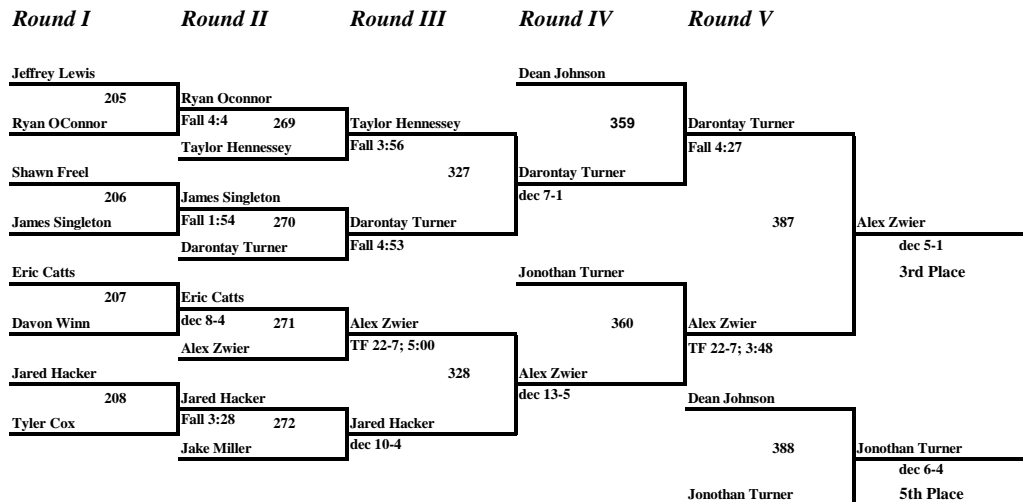 Round I
Round II
Round III
Round IV
Round V
Jeffrey Lewis
Dean Johnson
205
Ryan Oconnor
Ryan OConnor
Fall 4:4
269
Taylor Hennessey
359
Darontay Turner
Taylor Hennessey
Fall 3:56
Fall 4:27
Shawn Freel
327
Darontay Turner
206
James Singleton
dec 7-1
James Singleton
Fall 1:54
270
Darontay Turner
387
Alex Zwier
Darontay Turner
Fall 4:53
dec 5-1
Eric Catts
Jonothan Turner
3rd Place
207
Eric Catts
Davon Winn
dec 8-4
271
Alex Zwier
360
Alex Zwier
Alex Zwier
TF 22-7; 5:00
TF 22-7; 3:48
Jared Hacker
328
Alex Zwier
208
Jared Hacker
dec 13-5
Dean Johnson
Tyler Cox
Fall 3:28
272
Jared Hacker
Jake Miller
dec 10-4
388
Jonothan Turner
dec 6-4
Jonothan Turner
5th Place